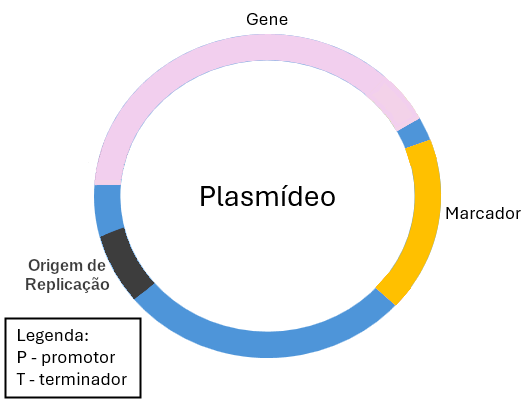 Gene
Plasmídeo
Marcador
Origem de
Replicação
Legenda:
P - promotor
T - terminador